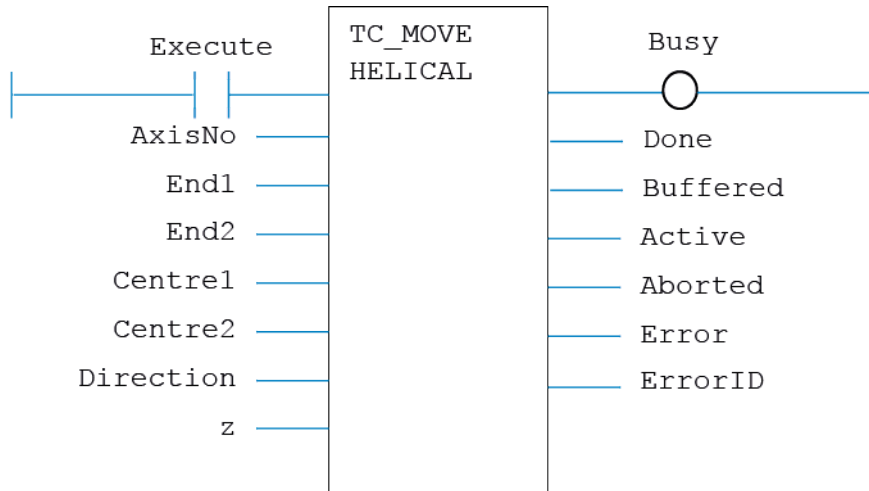 Execute
TC_MOVE
HELICAL
Busy
AxisNo
End1
End2
Centre1
Centre2
Direction
z
Done
Buffered
Active
Aborted
Error
ErrorID